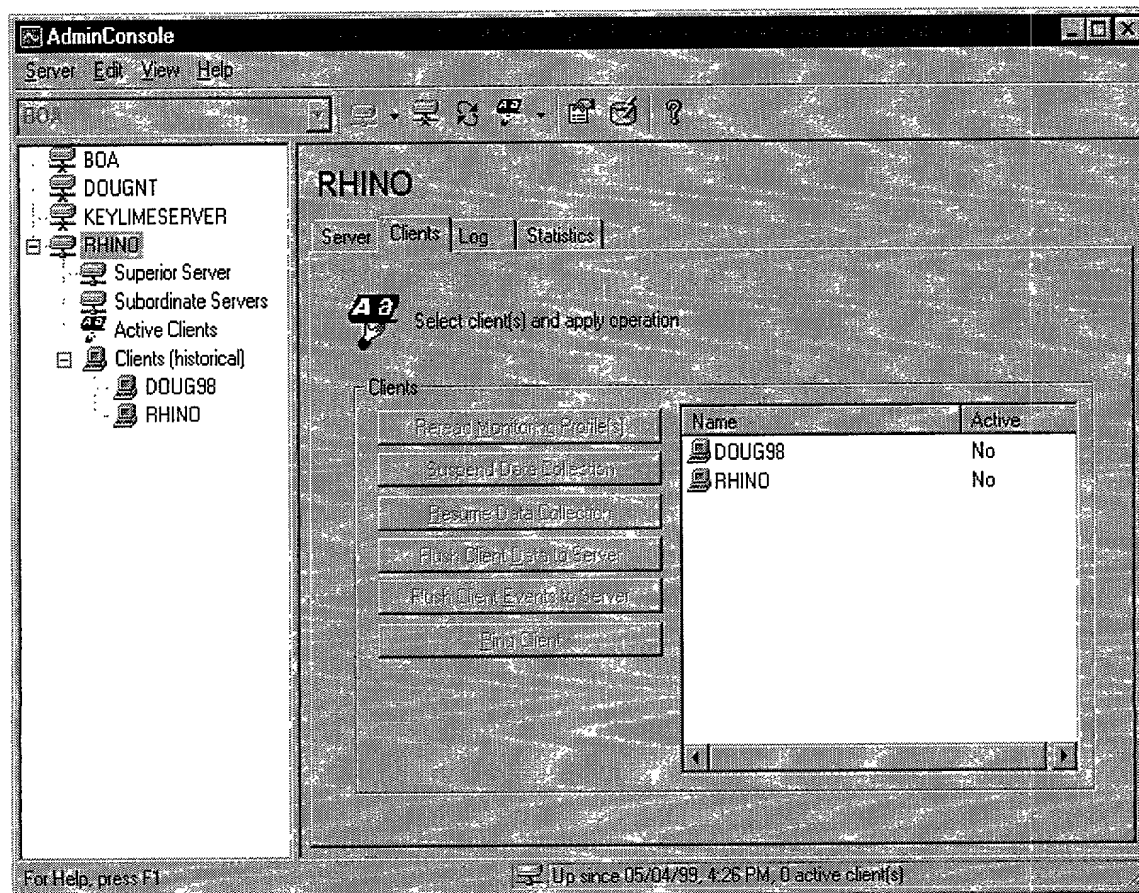 AdminConsole
Server Edit View Help
BOA
BOA
DOUGNT
KEYLIMESERVER
RHINO
Superior Server
Subordinate Servers
Active Clients
Clients (historical)
DOUG98
RHINO
RHINO
Server Clients Log Statistics
Aa Select client(s) and apply operation
Clients
Reread Monitoring Profile(s)
Suspend Data Collection
Resume Data Collection
Flush Client Data to Server
Flush Client Events to Server
Ping Client
Name Active
DOUG98 No
RHINO No
For Help, press F1
Up since 05/04/99, 4:26 PM, 0 active client(s)